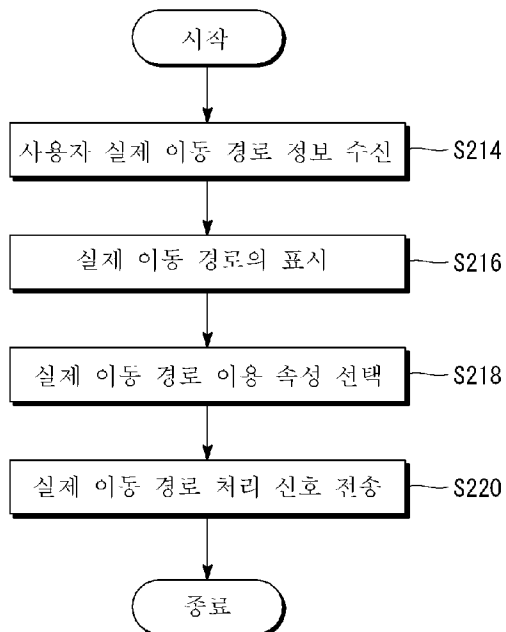 시작
사용자 실제 이동 경로 정보 수신
S214
실제 이동 경로의 표시
S216
실제 이동 경로 이용 속성 선택
S218
실제 이동 경로 처리 신호 전송
S220
종료